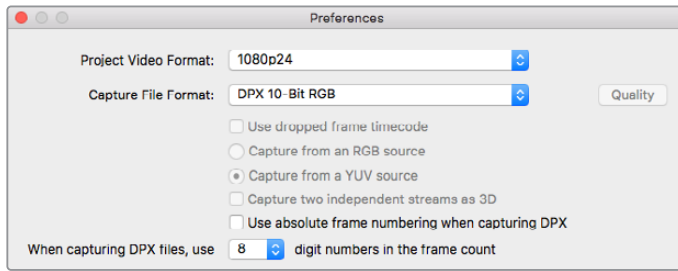 Preferences
Project Video Format: 1080p24
Capture File Format: DPX 10-Bit RGB Quality
Use dropped frame timecode
Capture from an RGB source
Capture from a YUV source
Capture two independent streams as 3D
Use absolute frame numbering when capturing DPX
When capturing DPX files, use 8 digit numbers in the frame count